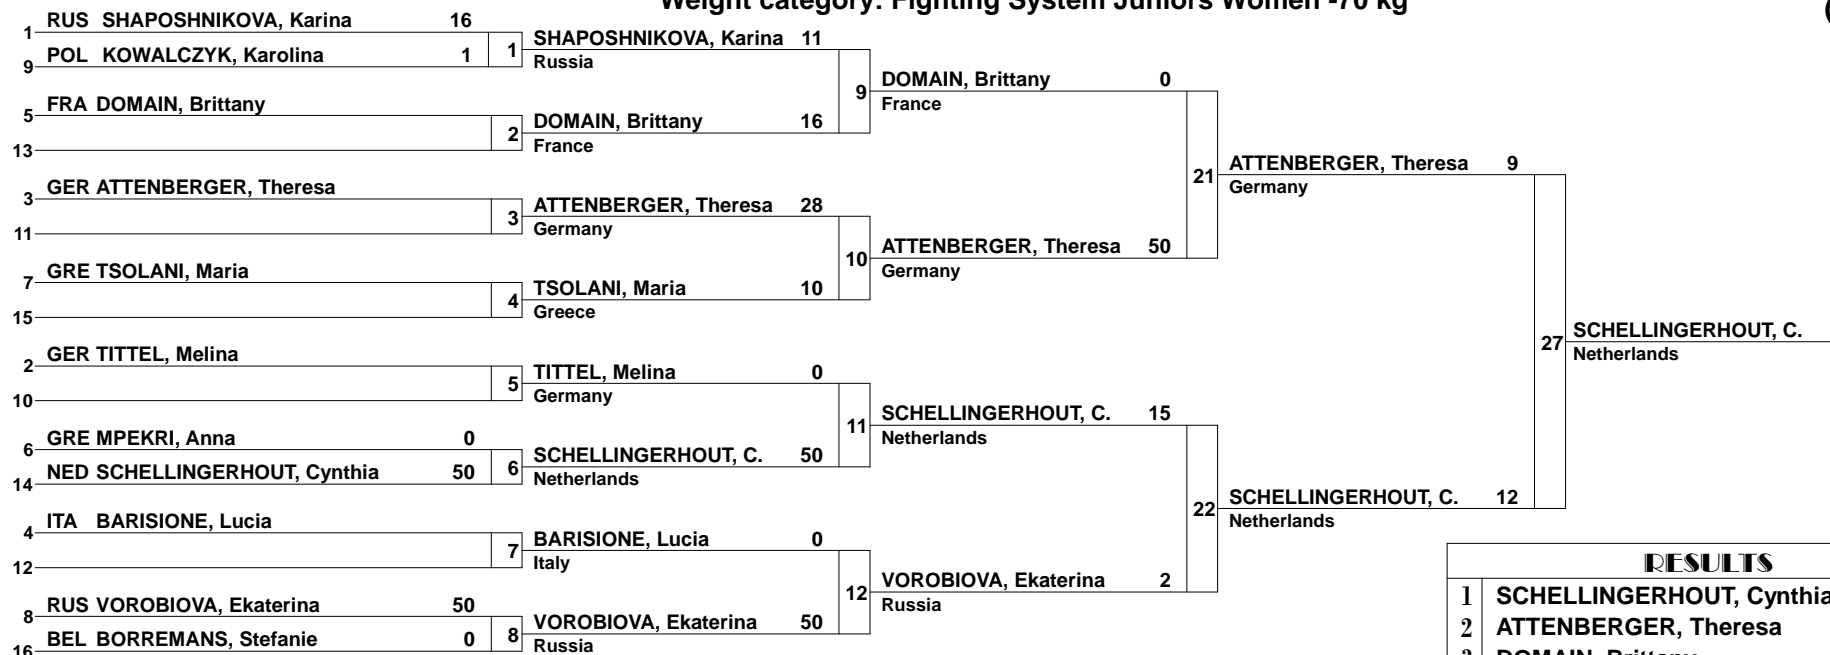 Weight category: Fighting System Juniors Women -70 kg
(
1 RUS SHAPOSHNIKOVA, Karina 16
9 POL KOWALCZYK, Karolina 1
1 SHAPOSHNIKOVA, Karina 11
Russia
5 FRA DOMAIN, Brittany
13
2 DOMAIN, Brittany 16
France
9 DOMAIN, Brittany 0
France
3 GER ATTENBERGER, Theresa
11
3 ATTENBERGER, Theresa 28
Germany
7 GRE TSOLANI, Maria
15
4 TSOLANI, Maria 10
Greece
10 ATTENBERGER, Theresa 50
Germany
21 ATTENBERGER, Theresa 9
Germany
2 GER TITTEL, Melina
10
5 TITTEL, Melina 0
Germany
6 GRE MPEKRI, Anna 0
14 NED SCHELLINGERHOUT, Cynthia 50
6 SCHELLINGERHOUT, C. 50
Netherlands
11 SCHELLINGERHOUT, C. 15
Netherlands
4 ITA BARISIONE, Lucia
12
7 BARISIONE, Lucia 0
Italy
8 RUS VOROBIOVA, Ekaterina 50
16 BEL BORREMANS, Stefanie 0
8 VOROBIOVA, Ekaterina 50
Russia
12 VOROBIOVA, Ekaterina 2
Russia
22 SCHELLINGERHOUT, C. 12
Netherlands
27 SCHELLINGERHOUT, C.
Netherlands
RESULTS
1 SCHELLINGERHOUT, Cynthia
2 ATTENBERGER, Theresa
3 DOMAIN, Brittany